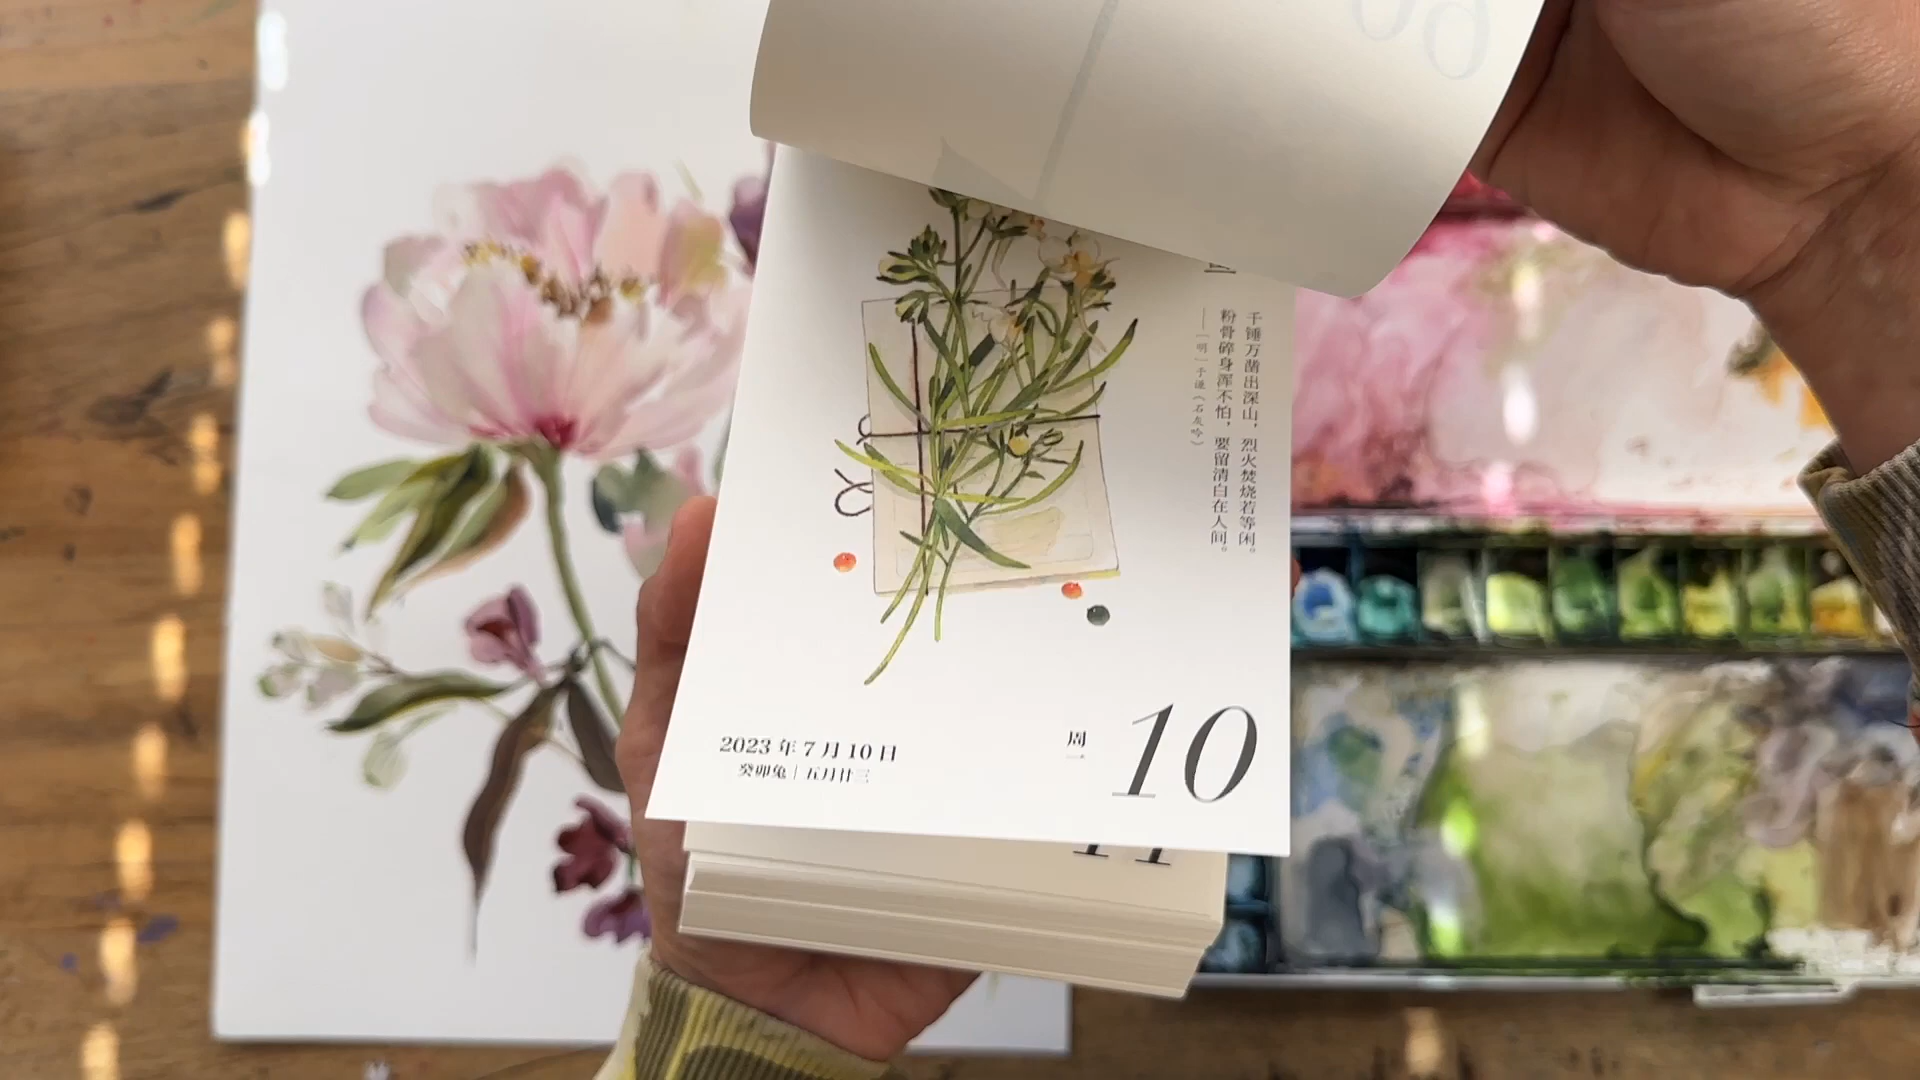 千锤万凿出深山，烈火焚烧若等闲。
粉骨碎身浑不怕，要留清白在人间。
——［明］于谦《石灰吟》
2023年7月10日
癸卯兔｜五月廿三
周一
10
11